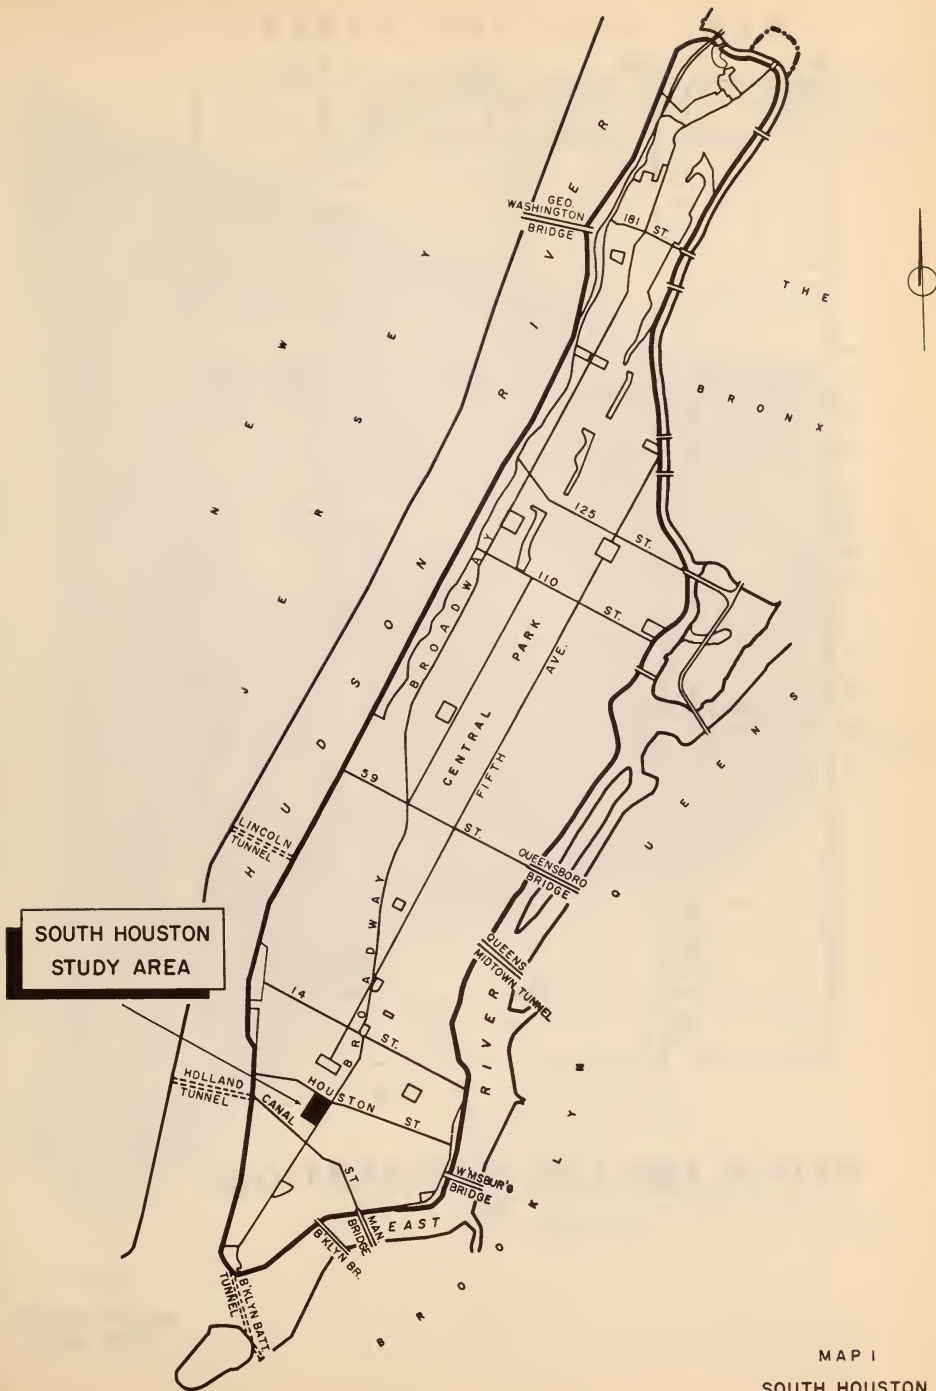 HUDSON RIVER
NEW
JERSEY
GEO.
WASHINGTON
BRIDGE
181 ST
THE
BRONX
125 ST.
BROADWAY
110 ST.
CENTRAL PARK
FIFTH AVE.
59 ST.
LINCOLN
TUNNEL
QUEENS
QUEENSBORO
BRIDGE
BROADWAY
SOUTH HOUSTON
STUDY AREA
QUEENS
MIDTOWN TUNNEL
14 ST.
EAST RIVER
HOLLAND
TUNNEL
HOUSTON ST
CANAL ST
W'MSBUR'G
BRIDGE
MAN.
BRIDGE
B'KLYN BR.
BROOKLYN
B'KLYN BATT.
TUNNEL
MAP I
SOUTH HOUSTON